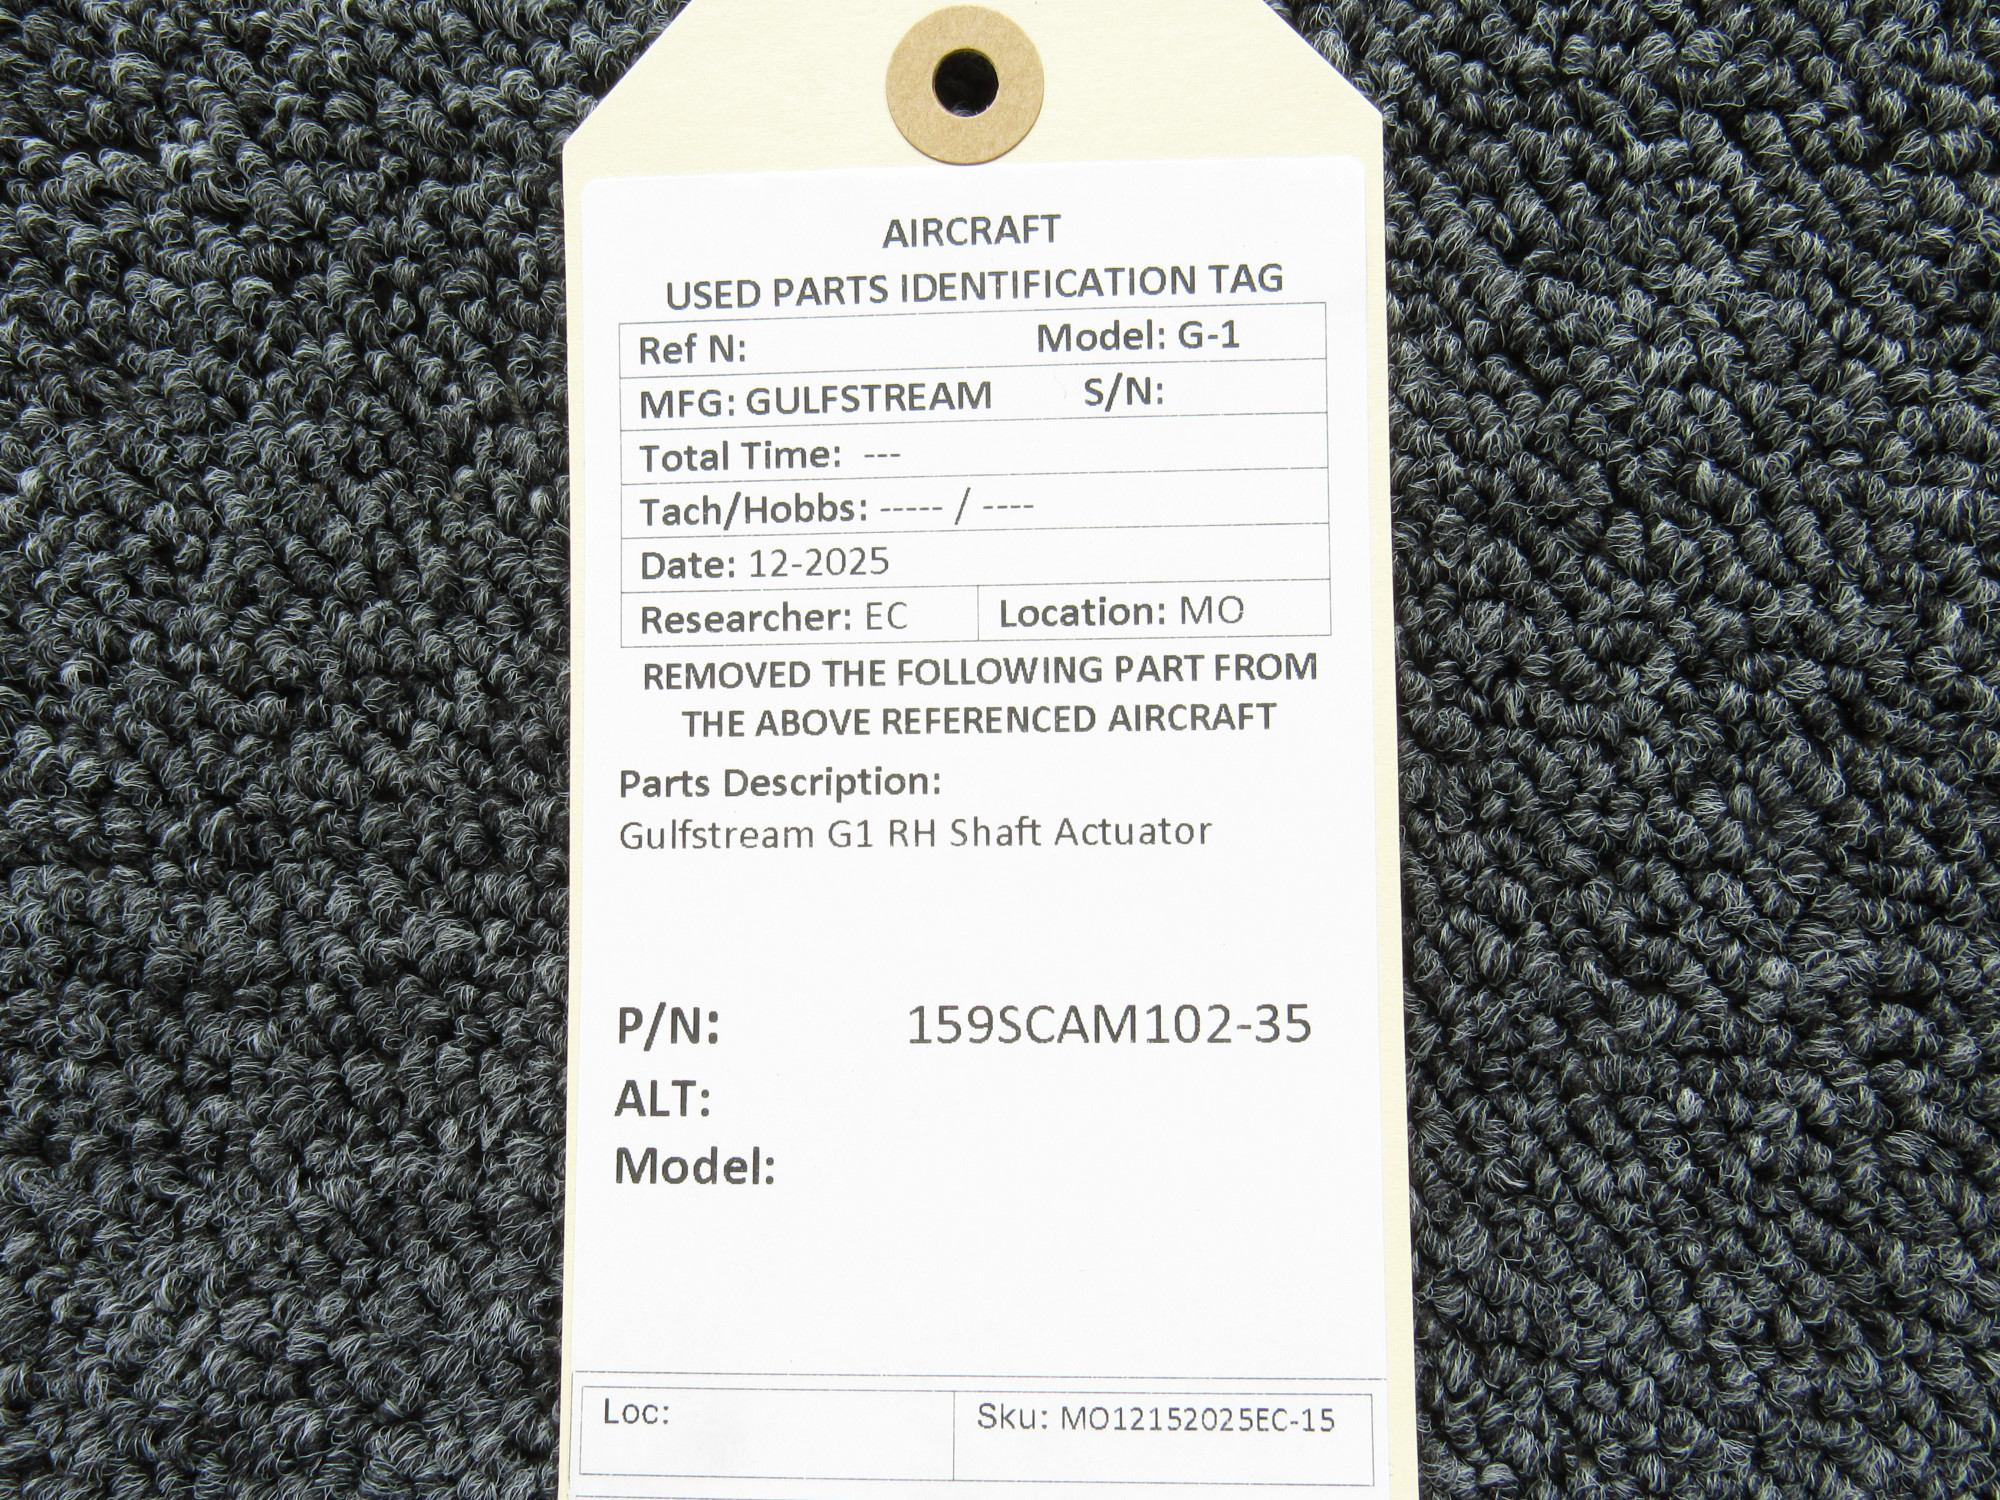 AIRCRAFT
USED PARTS IDENTIFICATION TAG
Ref N: Model: G-1
MFG: GULFSTREAM S/N:
Total Time: ---
Tach/Hobbs: ----- / ----
Date: 12-2025
Researcher: EC Location: MO
REMOVED THE FOLLOWING PART FROM
THE ABOVE REFERENCED AIRCRAFT
Parts Description:
Gulfstream G1 RH Shaft Actuator
P/N: 159SCAM102-35
ALT:
Model:
Loc: Sku: MO12152025EC-15